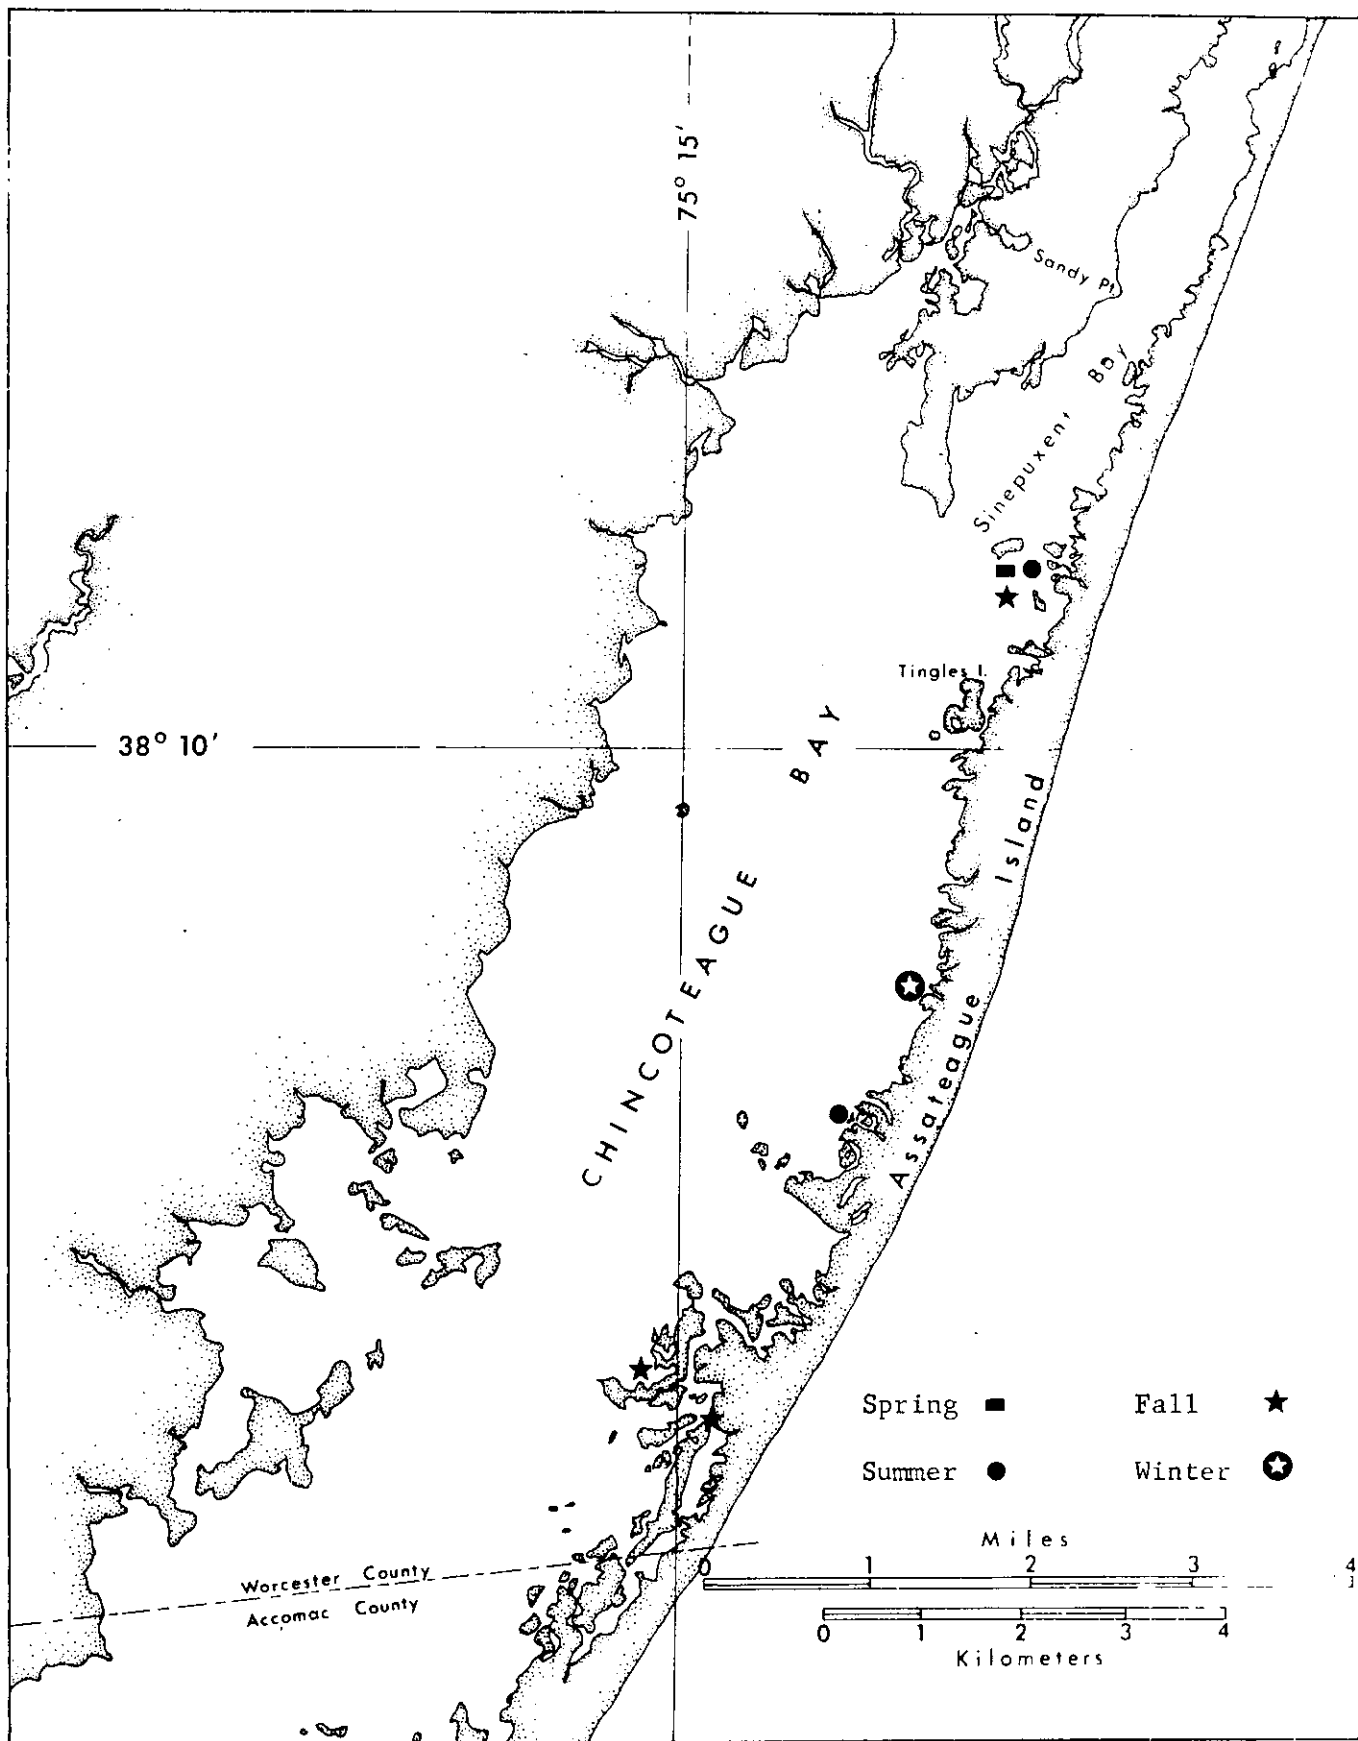 75° 15'
Sandy Pt.
Sinepuxent Bay
Tingles I.
38° 10'
CHINCOTEAGUE BAY
Assateague Island
Spring Fall
Summer Winter
Miles
0 1 2 3 4
0 1 2 3 4
Kilometers
Worcester County
Accomac County